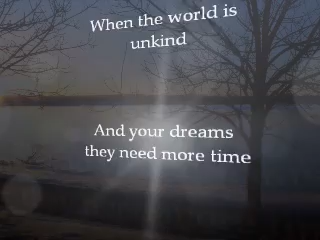 When the world is
unkind
And your dreams
they need more time